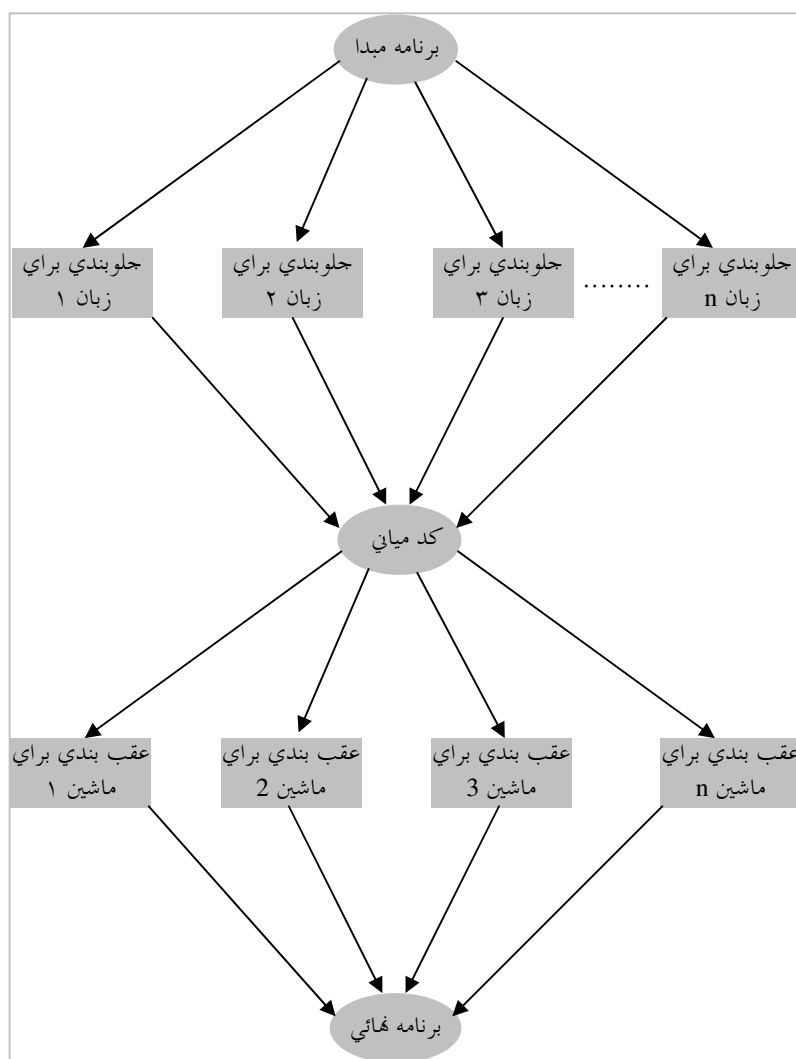 برنامه مبدا
جلوبندي براي
زبان ۱
جلوبندي براي
زبان ۲
جلوبندي براي
زبان ۳
........
جلوبندي براي
زبان n
کد مياني
عقب بندي براي
ماشين ۱
عقب بندي براي
ماشين 2
عقب بندي براي
ماشين 3
عقب بندي براي
ماشين n
برنامه نهائي